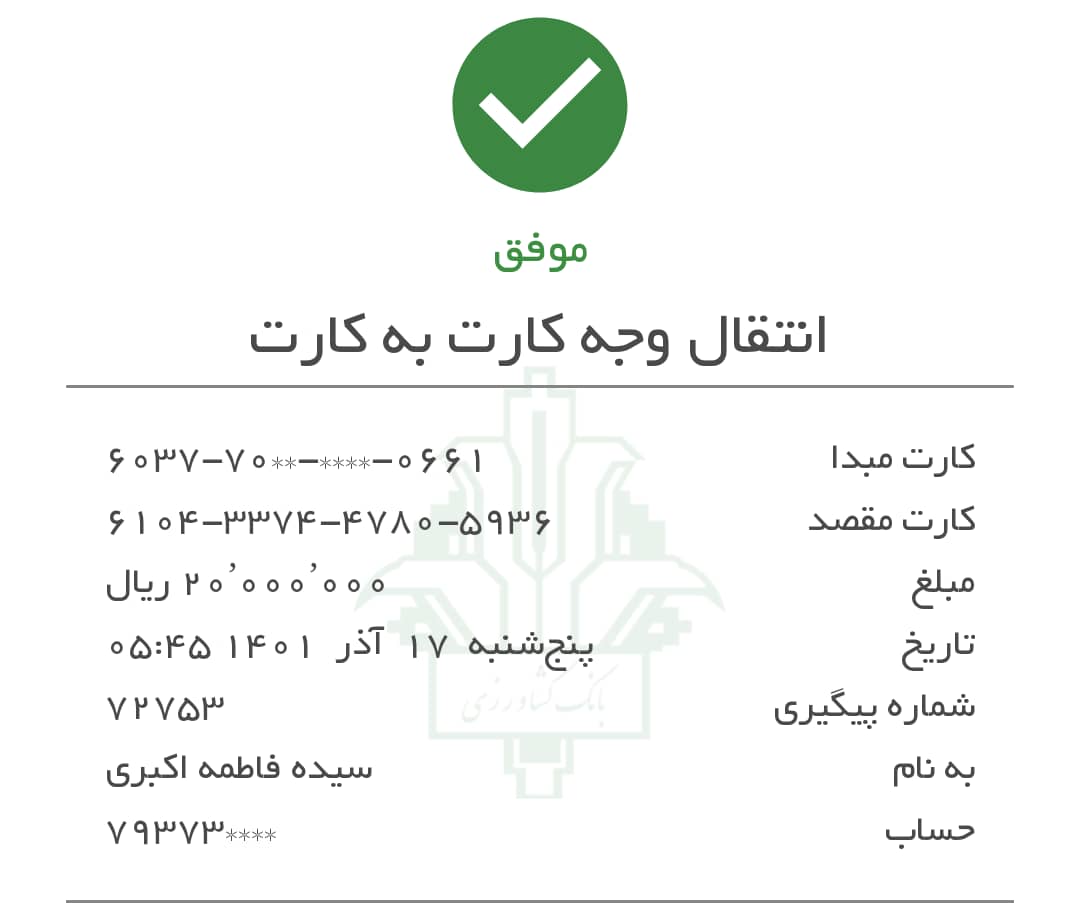 موفق
انتقال وجه کارت به کارت
کارت مبدا ۶۰۳۷-۷۰**-****-۰۶۶۱
کارت مقصد ۶۱۰۴-۳۳۷۴-۴۷۸۰-۵۹۳۶
مبلغ ۲۰٬۰۰۰٬۰۰۰ ریال
تاریخ پنج‌شنبه ۱۷ آذر ۱۴۰۱ ۰۵:۴۵
شماره پیگیری ۷۲۷۵۳
به نام سیده فاطمه اکبری
حساب ۷۹۳۷۳****
بانک کشاورزی